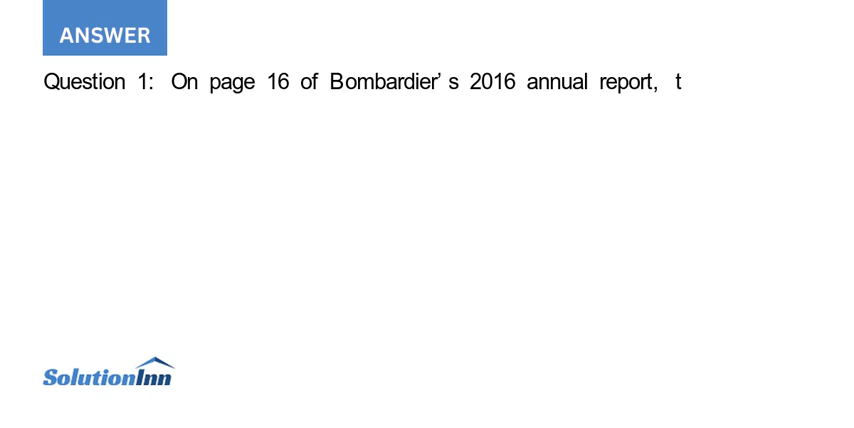 ANSWER
Question 1: On page 16 of Bombardier’ s 2016 annual report, t
SolutionInn